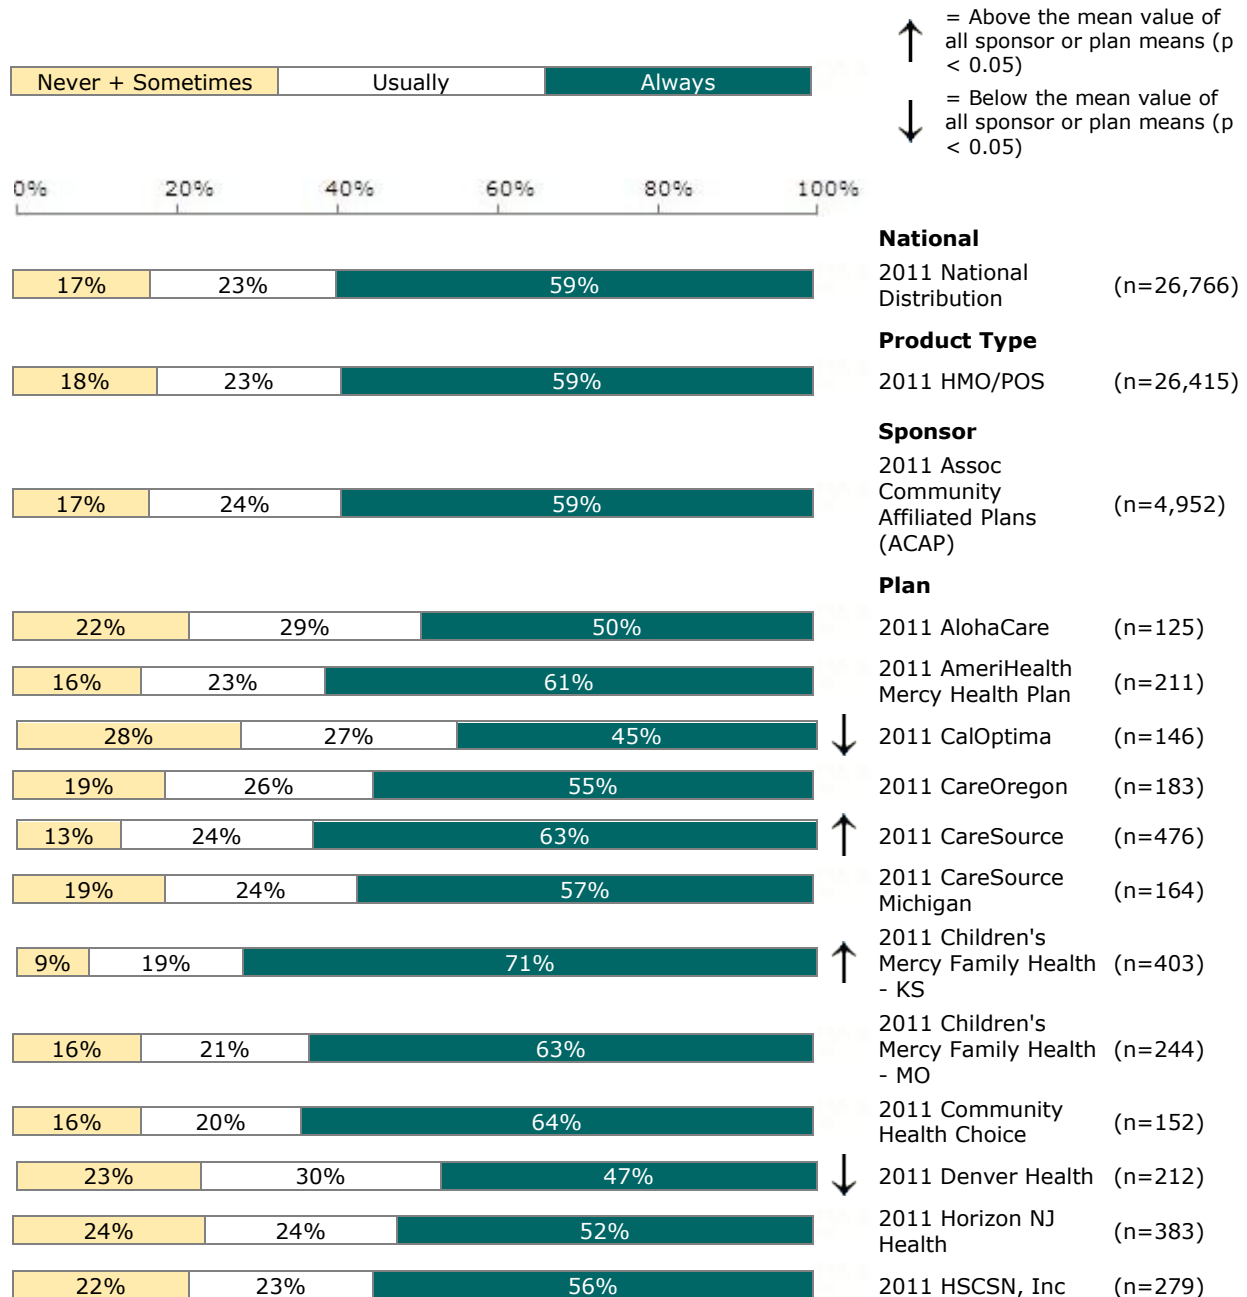 = Above the mean value of
all sponsor or plan means (p
< 0.05)
Never + Sometimes Usually Always
= Below the mean value of
all sponsor or plan means (p
< 0.05)
0% 20% 40% 60% 80% 100%
National
17% 23% 59% 2011 National
Distribution (n=26,766)
Product Type
18% 23% 59% 2011 HMO/POS (n=26,415)
Sponsor
2011 Assoc
Community
17% 24% 59% Affiliated Plans (n=4,952)
(ACAP)
Plan
22% 29% 50% 2011 AlohaCare (n=125)
16% 23% 61% 2011 AmeriHealth
Mercy Health Plan (n=211)
28% 27% 45% ↓ 2011 CalOptima (n=146)
19% 26% 55% 2011 CareOregon (n=183)
13% 24% 63% ↑ 2011 CareSource (n=476)
19% 24% 57% 2011 CareSource
Michigan (n=164)
2011 Children's
9% 19% 71% ↑ Mercy Family Health (n=403)
- KS
2011 Children's
16% 21% 63% Mercy Family Health (n=244)
- MO
16% 20% 64% 2011 Community
Health Choice (n=152)
23% 30% 47% ↓ 2011 Denver Health (n=212)
24% 24% 52% 2011 Horizon NJ
Health (n=383)
22% 23% 56% 2011 HSCSN, Inc (n=279)